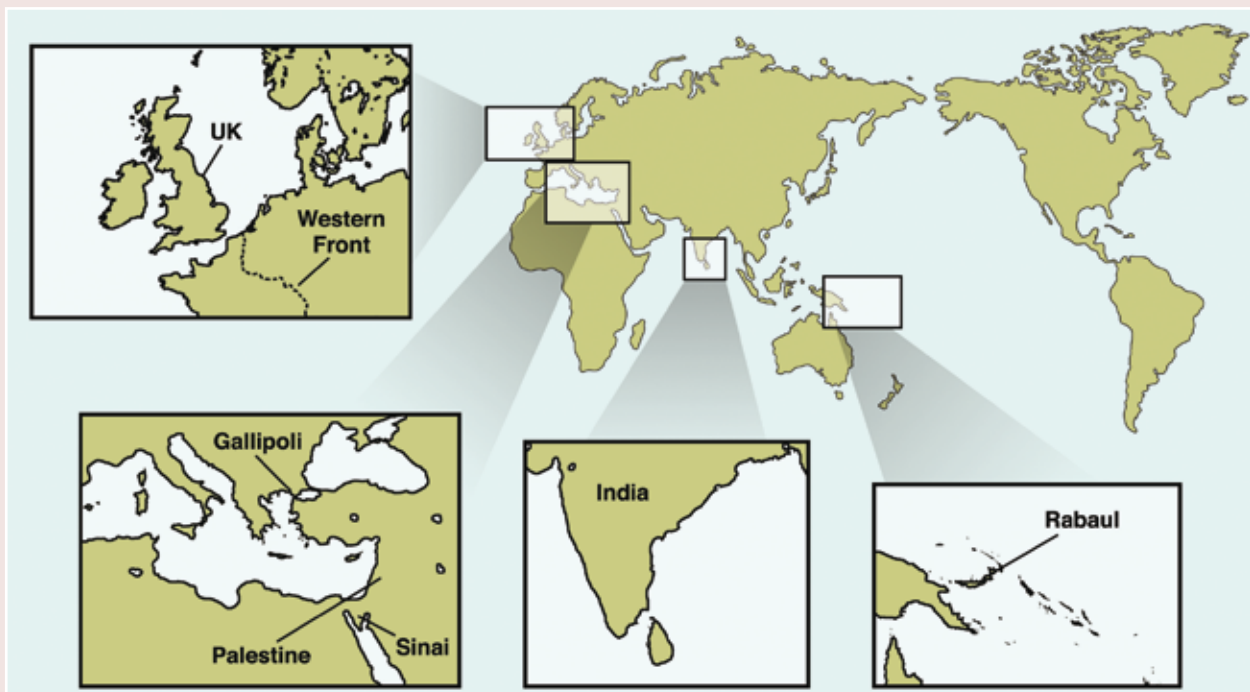 UK
Western
Front
Gallipoli
Palestine
Sinai
India
Rabaul